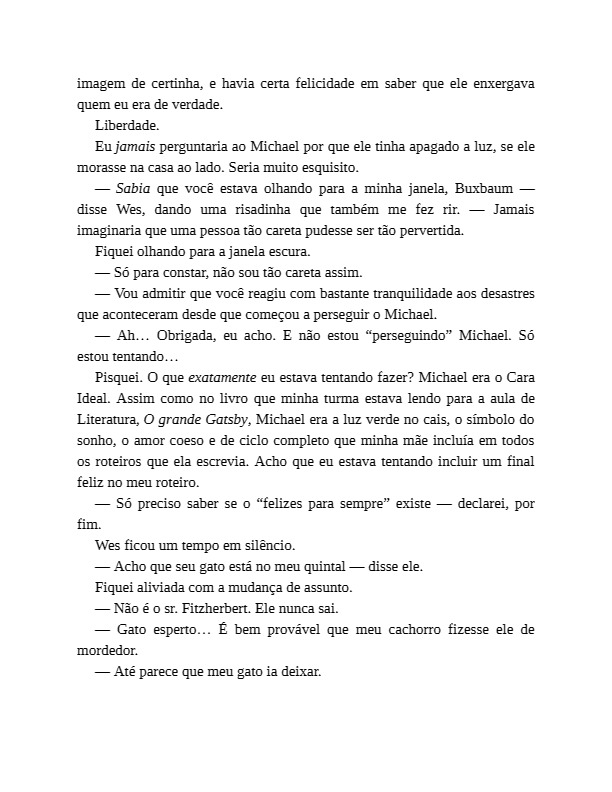 imagem de certinha, e havia certa felicidade em saber que ele enxergava
quem eu era de verdade.
Liberdade.
Eu jamais perguntaria ao Michael por que ele tinha apagado a luz, se ele
morasse na casa ao lado. Seria muito esquisito.
— Sabia que você estava olhando para a minha janela, Buxbaum —
disse Wes, dando uma risadinha que também me fez rir. — Jamais
imaginaria que uma pessoa tão careta pudesse ser tão pervertida.
Fiquei olhando para a janela escura.
— Só para constar, não sou tão careta assim.
— Vou admitir que você reagiu com bastante tranquilidade aos desastres
que aconteceram desde que começou a perseguir o Michael.
— Ah… Obrigada, eu acho. E não estou “perseguindo” Michael. Só
estou tentando…
Pisquei. O que exatamente eu estava tentando fazer? Michael era o Cara
Ideal. Assim como no livro que minha turma estava lendo para a aula de
Literatura, O grande Gatsby, Michael era a luz verde no cais, o símbolo do
sonho, o amor coeso e de ciclo completo que minha mãe incluía em todos
os roteiros que ela escrevia. Acho que eu estava tentando incluir um final
feliz no meu roteiro.
— Só preciso saber se o “felizes para sempre” existe — declarei, por
fim.
Wes ficou um tempo em silêncio.
— Acho que seu gato está no meu quintal — disse ele.
Fiquei aliviada com a mudança de assunto.
— Não é o sr. Fitzherbert. Ele nunca sai.
— Gato esperto… É bem provável que meu cachorro fizesse ele de
mordedor.
— Até parece que meu gato ia deixar.